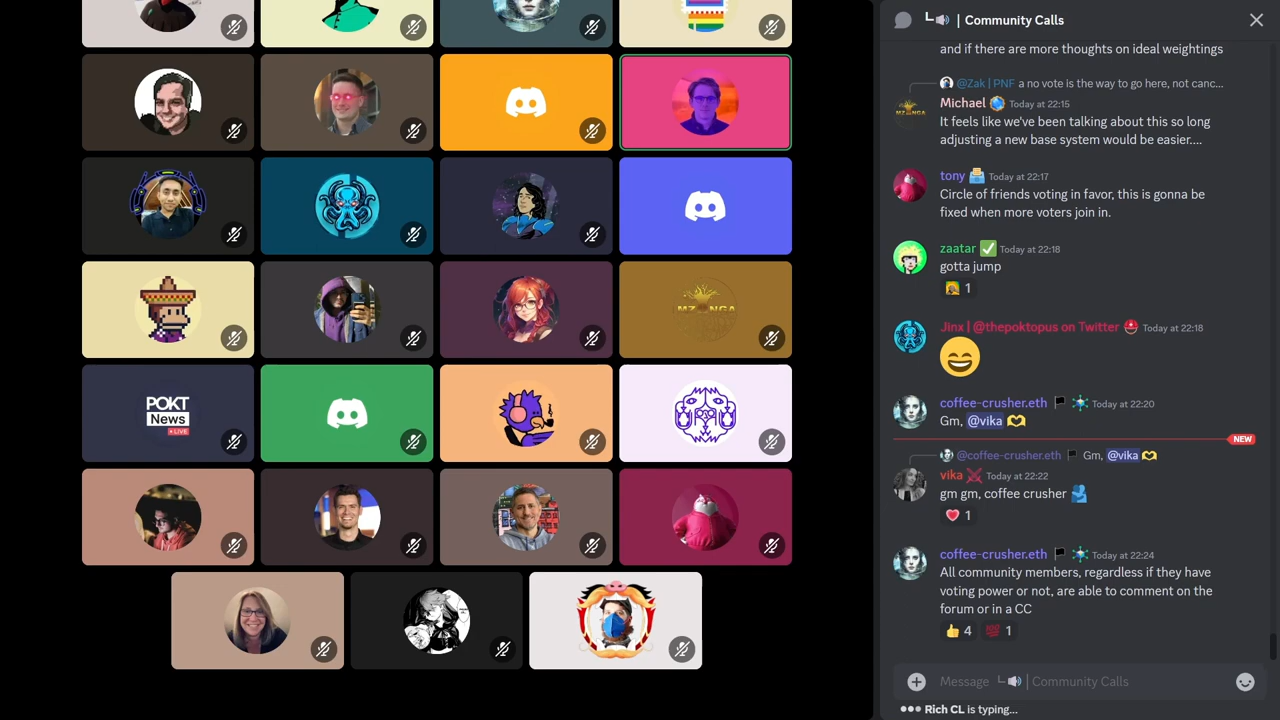 Community Calls
and if there are more thoughts on ideal weightings
@Zak | PNF a no vote is the way to go here, not canc...
Michael Today at 22:15
It feels like we've been talking about this so long
adjusting a new base system would be easier....
tony Today at 22:17
Circle of friends voting in favor, this is gonna be
fixed when more voters join in.
zaatar Today at 22:18
gotta jump
1
Jinx | @thepoktopus on Twitter Today at 22:18
coffee-crusher.eth Today at 22:20
Gm, @vika
NEW
@coffee-crusher.eth Gm, @vika
vika Today at 22:22
gm gm, coffee crusher
1
coffee-crusher.eth Today at 22:24
All community members, regardless if they have
voting power or not, are able to comment on the
forum or in a CC
4 1
Message Community Calls
Rich CL is typing...
MZONGA
POKT
News
LIVE